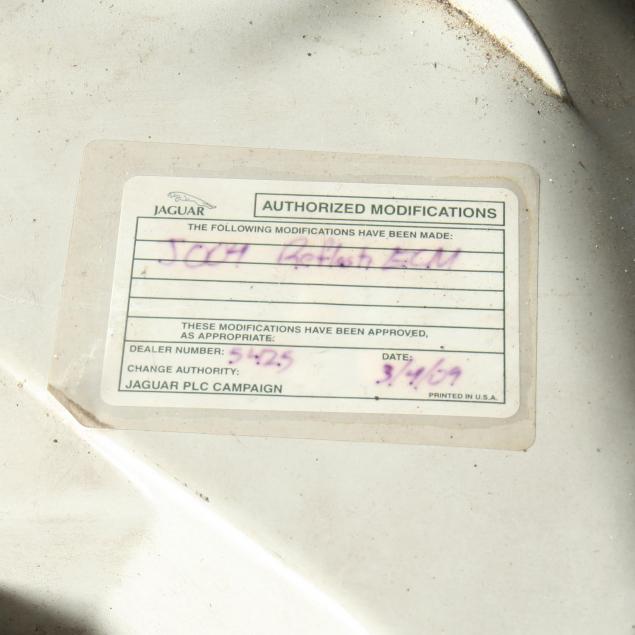 JAGUAR
AUTHORIZED MODIFICATIONS
THE FOLLOWING MODIFICATIONS HAVE BEEN MADE:
Reflash ECM
THESE MODIFICATIONS HAVE BEEN APPROVED,
AS APPROPRIATE:
DEALER NUMBER: 5425
DATE: 3/4/09
CHANGE AUTHORITY:
JAGUAR PLC CAMPAIGN
PRINTED IN U.S.A.